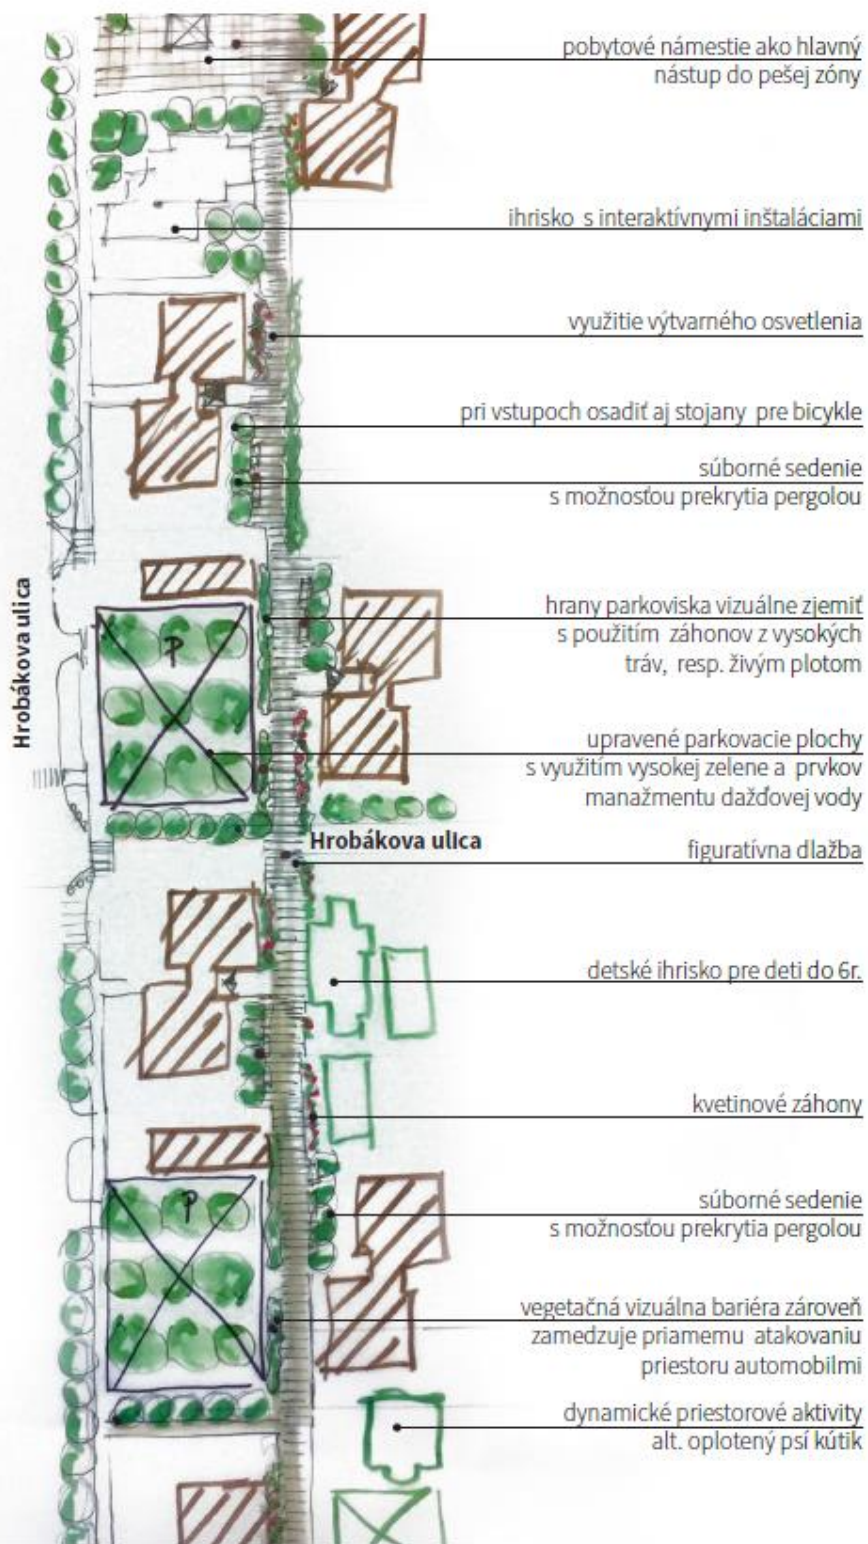 pobytové námestie ako hlavný
nástup do pešej zóny
ihrisko s interaktívnymi inštaláciami
využitie výtvarného osvetlenia
pri vstupoch osadiť aj stojany pre bicykle
súborné sedenie
s možnosťou prekrytia pergolou
Hrobákova ulica
hrany parkoviska vizuálne zjemiť
s použitím záhonov z vysokých
tráv, resp. živým plotom
P
upravené parkovacie plochy
s využitím vysokej zelene a prvkov
manažmentu dažďovej vody
Hrobákova ulica
figuratívna dlažba
detské ihrisko pre deti do 6r.
kvetinové záhony
P
súborné sedenie
s možnosťou prekrytia pergolou
vegetačná vizuálna bariéra zároveň
zamedzuje priamemu atakovaniu
priestoru automobilmi
dynamické priestorové aktivity
alt. oplotený psí kútik